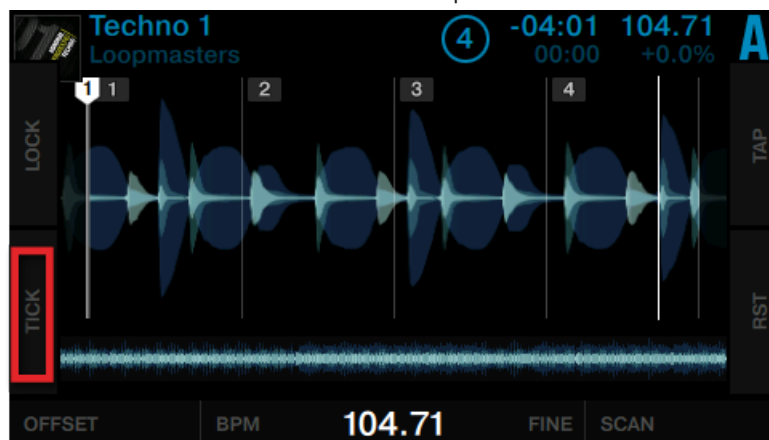 Techno 1 4 -04:01 104.71 A
Loopmasters 00:00 +0.0%
1 1 2 3 4
LOCK TAP
TICK RST
OFFSET BPM 104.71 FINE SCAN